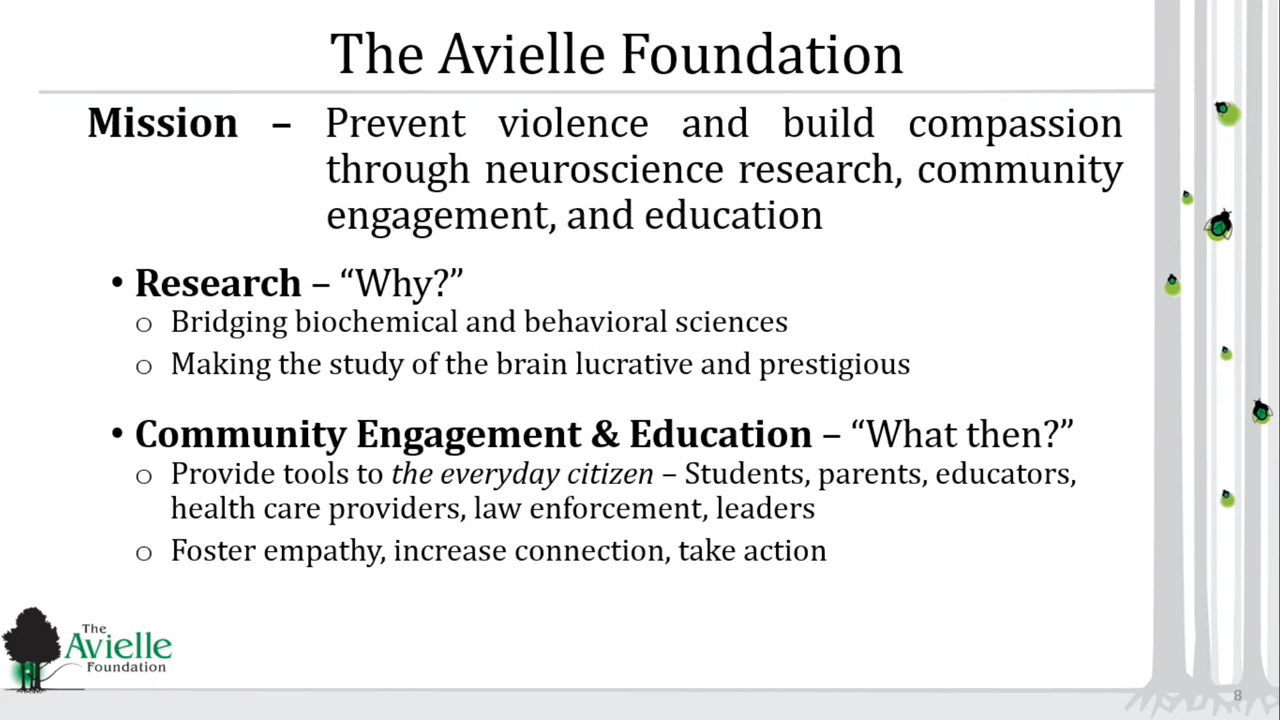 The Avielle Foundation
Mission – Prevent violence and build compassion
through neuroscience research, community
engagement, and education
• Research – “Why?”
o Bridging biochemical and behavioral sciences
o Making the study of the brain lucrative and prestigious
• Community Engagement & Education – “What then?”
o Provide tools to the everyday citizen – Students, parents, educators,
health care providers, law enforcement, leaders
o Foster empathy, increase connection, take action
The
Avielle
Foundation
8